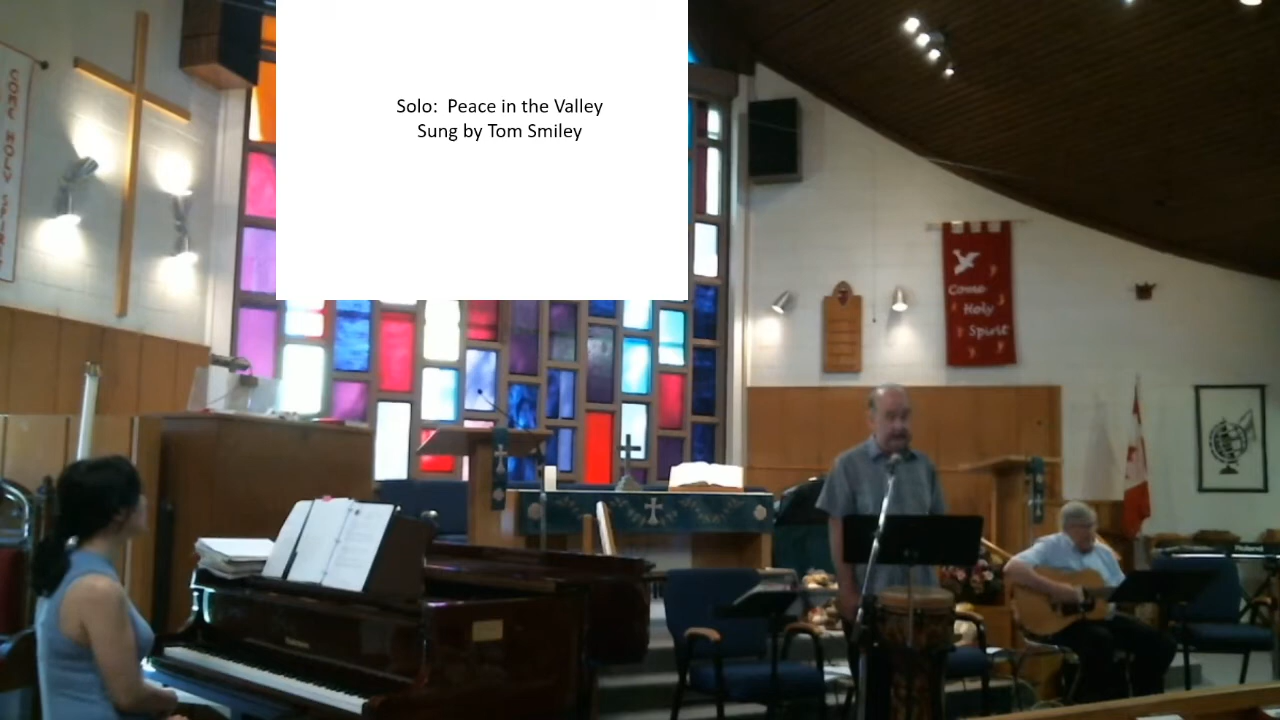 Solo:  Peace in the Valley
Sung by Tom Smiley
COME HOLY SPIRIT
Come
Holy
Spirit